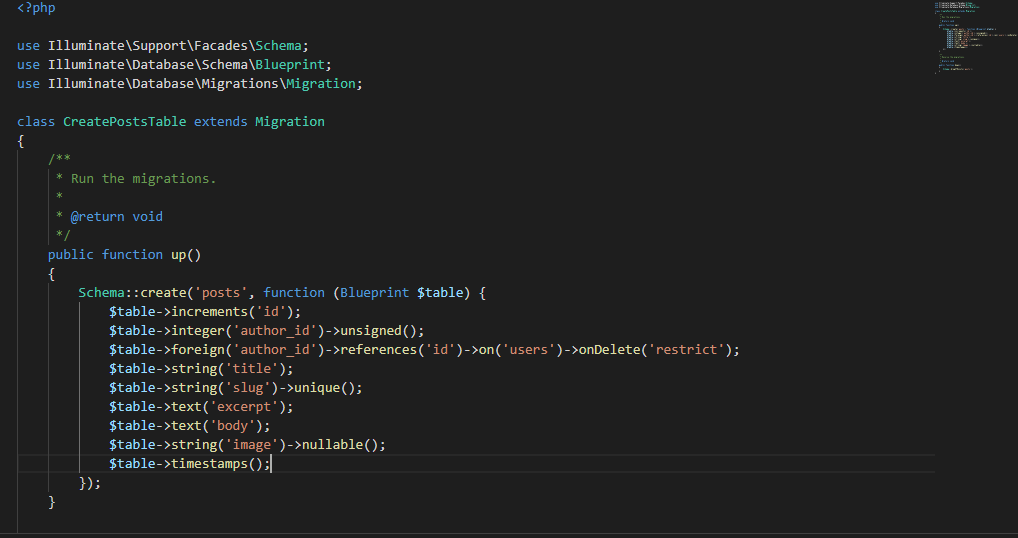 <?php
use Illuminate\Support\Facades\Schema;
use Illuminate\Database\Schema\Blueprint;
use Illuminate\Database\Migrations\Migration;
class CreatePostsTable extends Migration
{
    /**
     * Run the migrations.
     *
     * @return void
     */
    public function up()
    {
        Schema::create('posts', function (Blueprint $table) {
            $table->increments('id');
            $table->integer('author_id')->unsigned();
            $table->foreign('author_id')->references('id')->on('users')->onDelete('restrict');
            $table->string('title');
            $table->string('slug')->unique();
            $table->text('excerpt');
            $table->text('body');
            $table->string('image')->nullable();
            $table->timestamps();
        });
    }